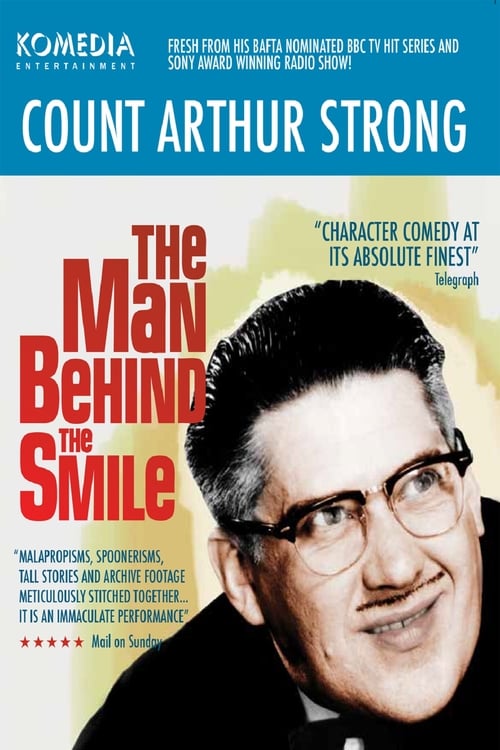 KOMEDIA
ENTERTAINMENT
FRESH FROM HIS BAFTA NOMINATED BBC TV HIT SERIES AND
SONY AWARD WINNING RADIO SHOW!
COUNT ARTHUR STRONG
THE
MAN
BEHIND
THE
SMILE
“CHARACTER COMEDY AT
ITS ABSOLUTE FINEST”
Telegraph
“MALAPROPISMS, SPOONERISMS,
TALL STORIES AND ARCHIVE FOOTAGE
METICULOUSLY STITCHED TOGETHER...
IT IS AN IMMACULATE PERFORMANCE”
★★★★★ Mail on Sunday